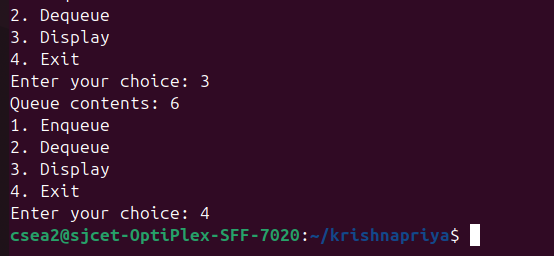 2. Dequeue
3. Display
4. Exit
Enter your choice: 3
Queue contents: 6
1. Enqueue
2. Dequeue
3. Display
4. Exit
Enter your choice: 4
csea2@sjcet-OptiPlex-SFF-7020:~/krishnapriya$